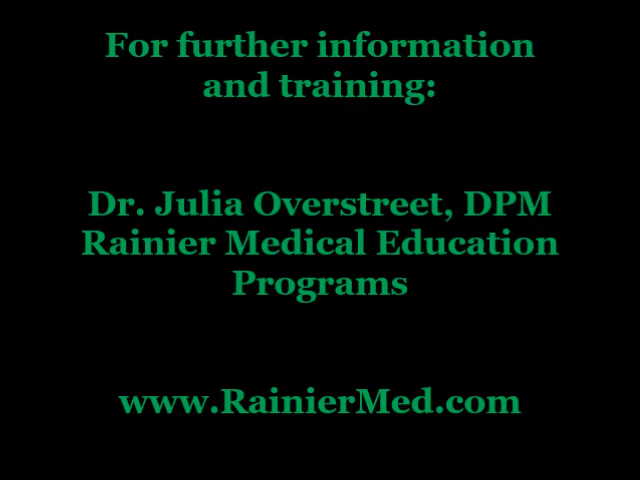 For further information
and training:
Dr. Julia Overstreet, DPM
Rainier Medical Education
Programs
www.RainierMed.com